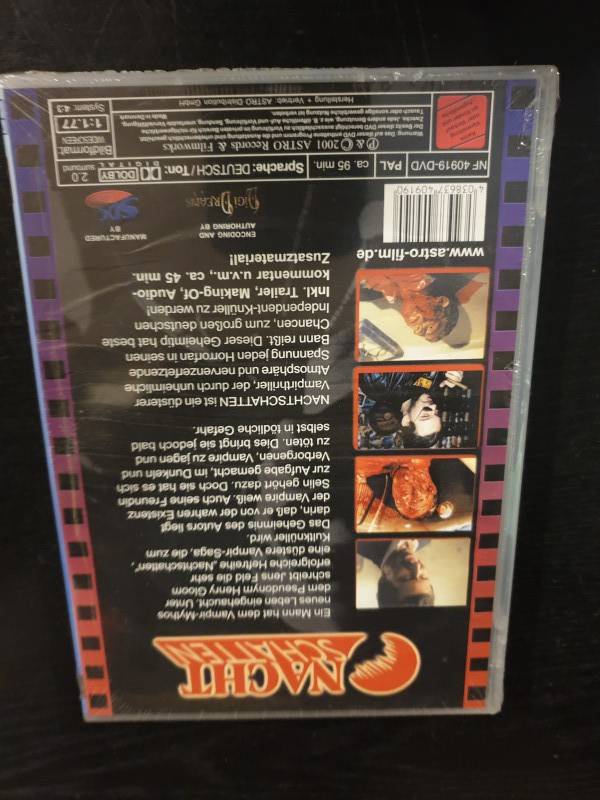 NACHT
SCHATTEN
Ein Mann hat dem Vampir-Mythos
neues Leben eingehaucht. Unter
dem Pseudonym Henry Gloom
schreibt Jens Feld die sehr
erfolgreiche Heftreihe „Nachtschatten“,
eine düstere Vampir-Saga, die zum
Kultknüller wird.
Das Geheimnis des Autors liegt
darin, daß er von der wahren Existenz
der Vampire weiß. Auch seine Freundin
Selin gehört dazu. Doch sie hat es sich
zur Aufgabe gemacht, im Dunkeln und
Verborgenen, Vampire zu jagen und
zu töten. Dies bringt sie jedoch bald
selbst in tödliche Gefahr.
NACHTSCHATTEN ist ein düsterer
Vampirthriller, der durch unheimliche
Atmosphäre und nervenzerfetzende
Spannung jeden Horrorfan in seinen
Bann reißt. Dieser Geheimtip hat beste
Chancen, zum großen deutschen
Independent-Knüller zu werden!
Inkl. Trailer, Making-Of, Audio-
kommentar u.v.m., ca. 45 min.
Zusatzmaterial!
www.astro-film.de
4 038637 409190
ENCODING AND
AUTHORING BY
DIGI DREAMS
MANUFACTURED
BY
NF 40919-DVD
PAL
ca. 95 min.
Sprache: DEUTSCH/Ton:
DOLBY
DIGITAL
2.0
surround
P & © 2001 ASTRO Records & Filmworks
Herstellung + Vertrieb: ASTRO Distribution GmbH
Made in Denmark
Bildformat:
1:1.77
WIDESCREEN
System: 4:3